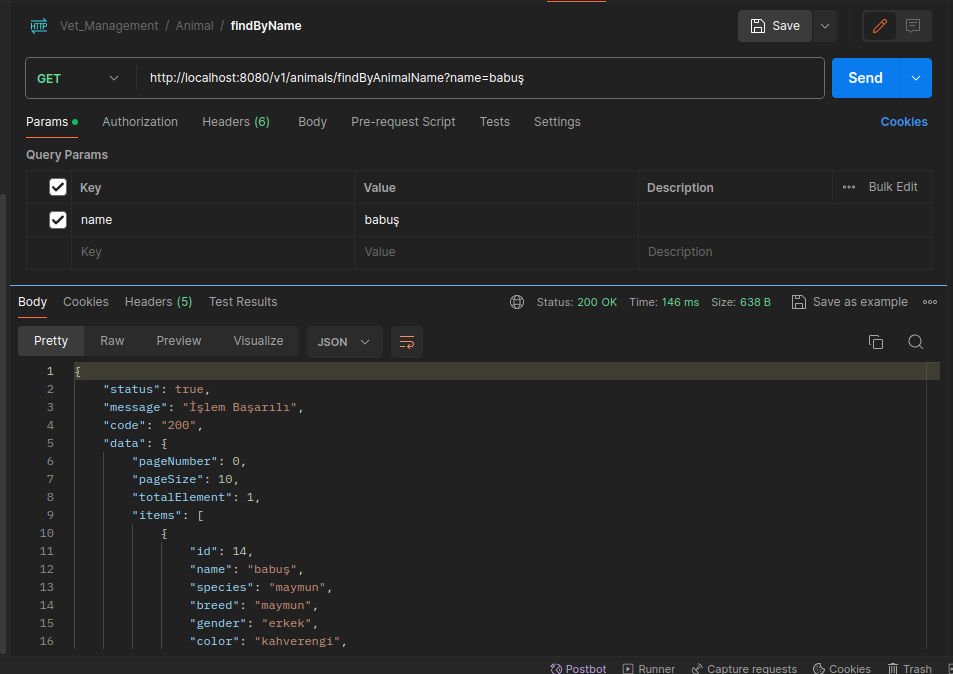 HTTP Vet_Management / Animal / findByName Save
GET http://localhost:8080/v1/animals/findByAnimalName?name=babuş Send
Params Authorization Headers (6) Body Pre-request Script Tests Settings Cookies
Query Params
Key Value Description ••• Bulk Edit
name babuş
Key Value Description
Body Cookies Headers (5) Test Results Status: 200 OK Time: 146 ms Size: 638 B Save as example •••
Pretty Raw Preview Visualize JSON
1 {
2 "status": true,
3 "message": "İşlem Başarılı",
4 "code": "200",
5 "data": {
6 "pageNumber": 0,
7 "pageSize": 10,
8 "totalElement": 1,
9 "items": [
10 {
11 "id": 14,
12 "name": "babuş",
13 "species": "maymun",
14 "breed": "maymun",
15 "gender": "erkek",
16 "color": "kahverengi",
Postbot Runner Capture requests Cookies Trash